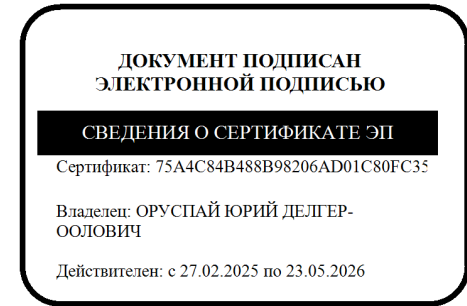 ДОКУМЕНТ ПОДПИСАН
ЭЛЕКТРОННОЙ ПОДПИСЬЮ
СВЕДЕНИЯ О СЕРТИФИКАТЕ ЭП
Сертификат: 75A4C84B488B98206AD01C80FC35
Владелец: ОРУСПАЙ ЮРИЙ ДЕЛГЕР-
ООЛОВИЧ
Действителен: с 27.02.2025 по 23.05.2026